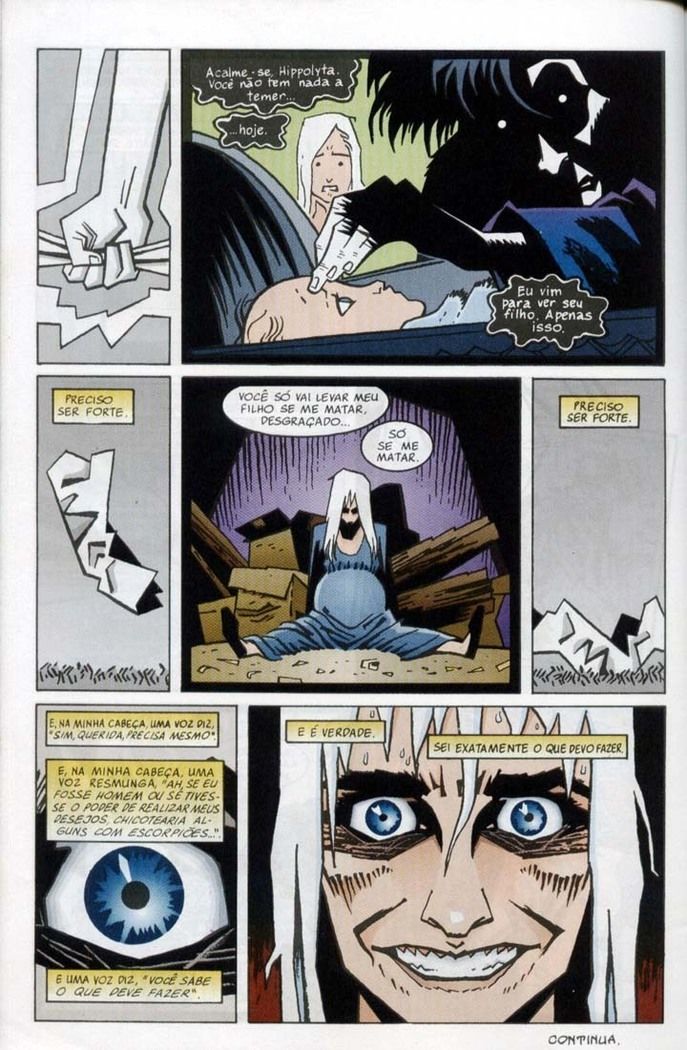 Acalme-se, Hippolyta.
Você não tem nada a
temer...
...hoje.
Eu vim
para ver seu
filho. Apenas
isso.
PRECISO
SER FORTE.
VOCÊ SÓ VAI LEVAR MEU
FILHO SE ME MATAR,
DESGRAÇADO...
SÓ
SE ME
MATAR.
PRECISO
SER FORTE.
E, NA MINHA CABEÇA, UMA VOZ DIZ,
"SIM, QUERIDA, PRECISA MESMO".
E, NA MINHA CABEÇA, UMA
VOZ RESMUNGA, "AH, SE EU
FOSSE HOMEM OU SE TIVES-
SE O PODER DE REALIZAR MEUS
DESEJOS, CHICOTEARIA AL-
GUNS COM ESCORPIÕES...".
E UMA VOZ DIZ, "VOCÊ SABE
O QUE DEVE FAZER".
E É VERDADE.
SEI EXATAMENTE O QUE DEVO FAZER.
CONTINUA.